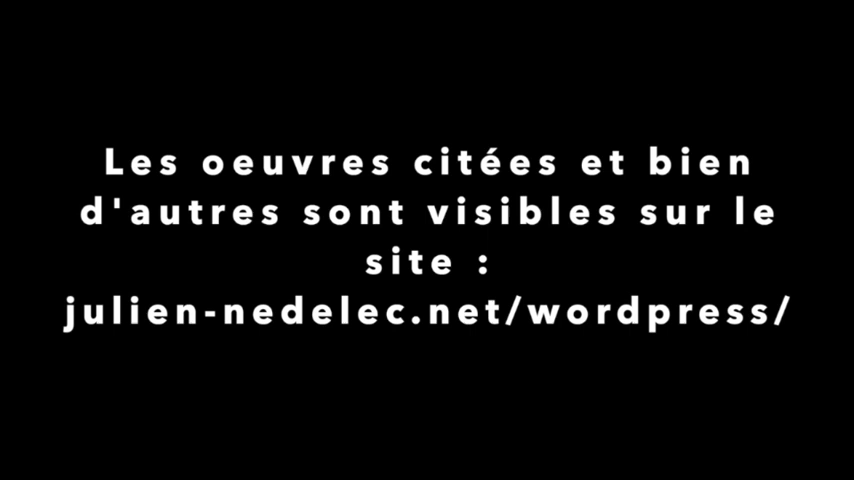 Les oeuvres citées et bien
d'autres sont visibles sur le
site :
julien-nedelec.net/wordpress/